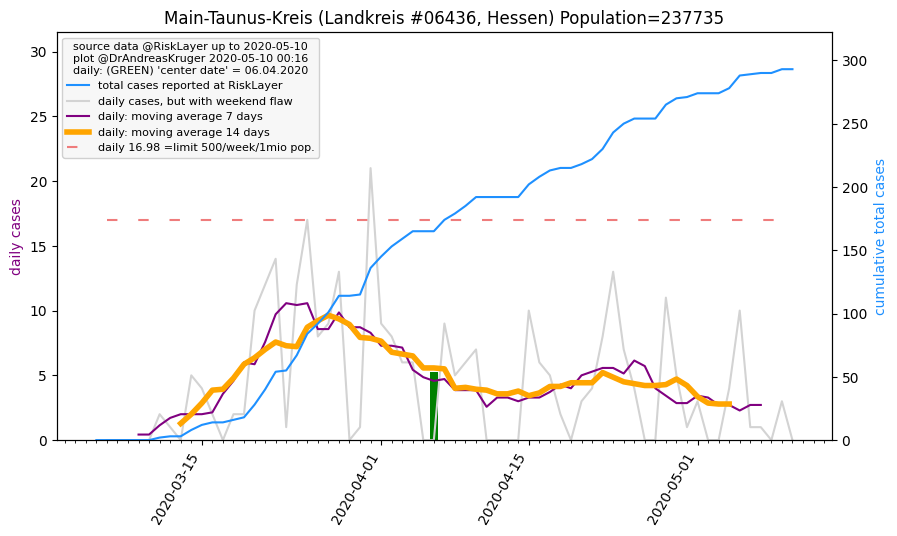 Main-Taunus-Kreis (Landkreis #06436, Hessen) Population=237735
source data @RiskLayer up to 2020-05-10
plot @DrAndreasKruger 2020-05-10 00:16
daily: (GREEN) 'center date' = 06.04.2020
total cases reported at RiskLayer
daily cases, but with weekend flaw
daily: moving average 7 days
daily: moving average 14 days
daily 16.98 =limit 500/week/1mio pop.
daily cases
30
25
20
15
10
5
0
cumulative total cases
300
250
200
150
100
50
0
2020-03-15
2020-04-01
2020-04-15
2020-05-01